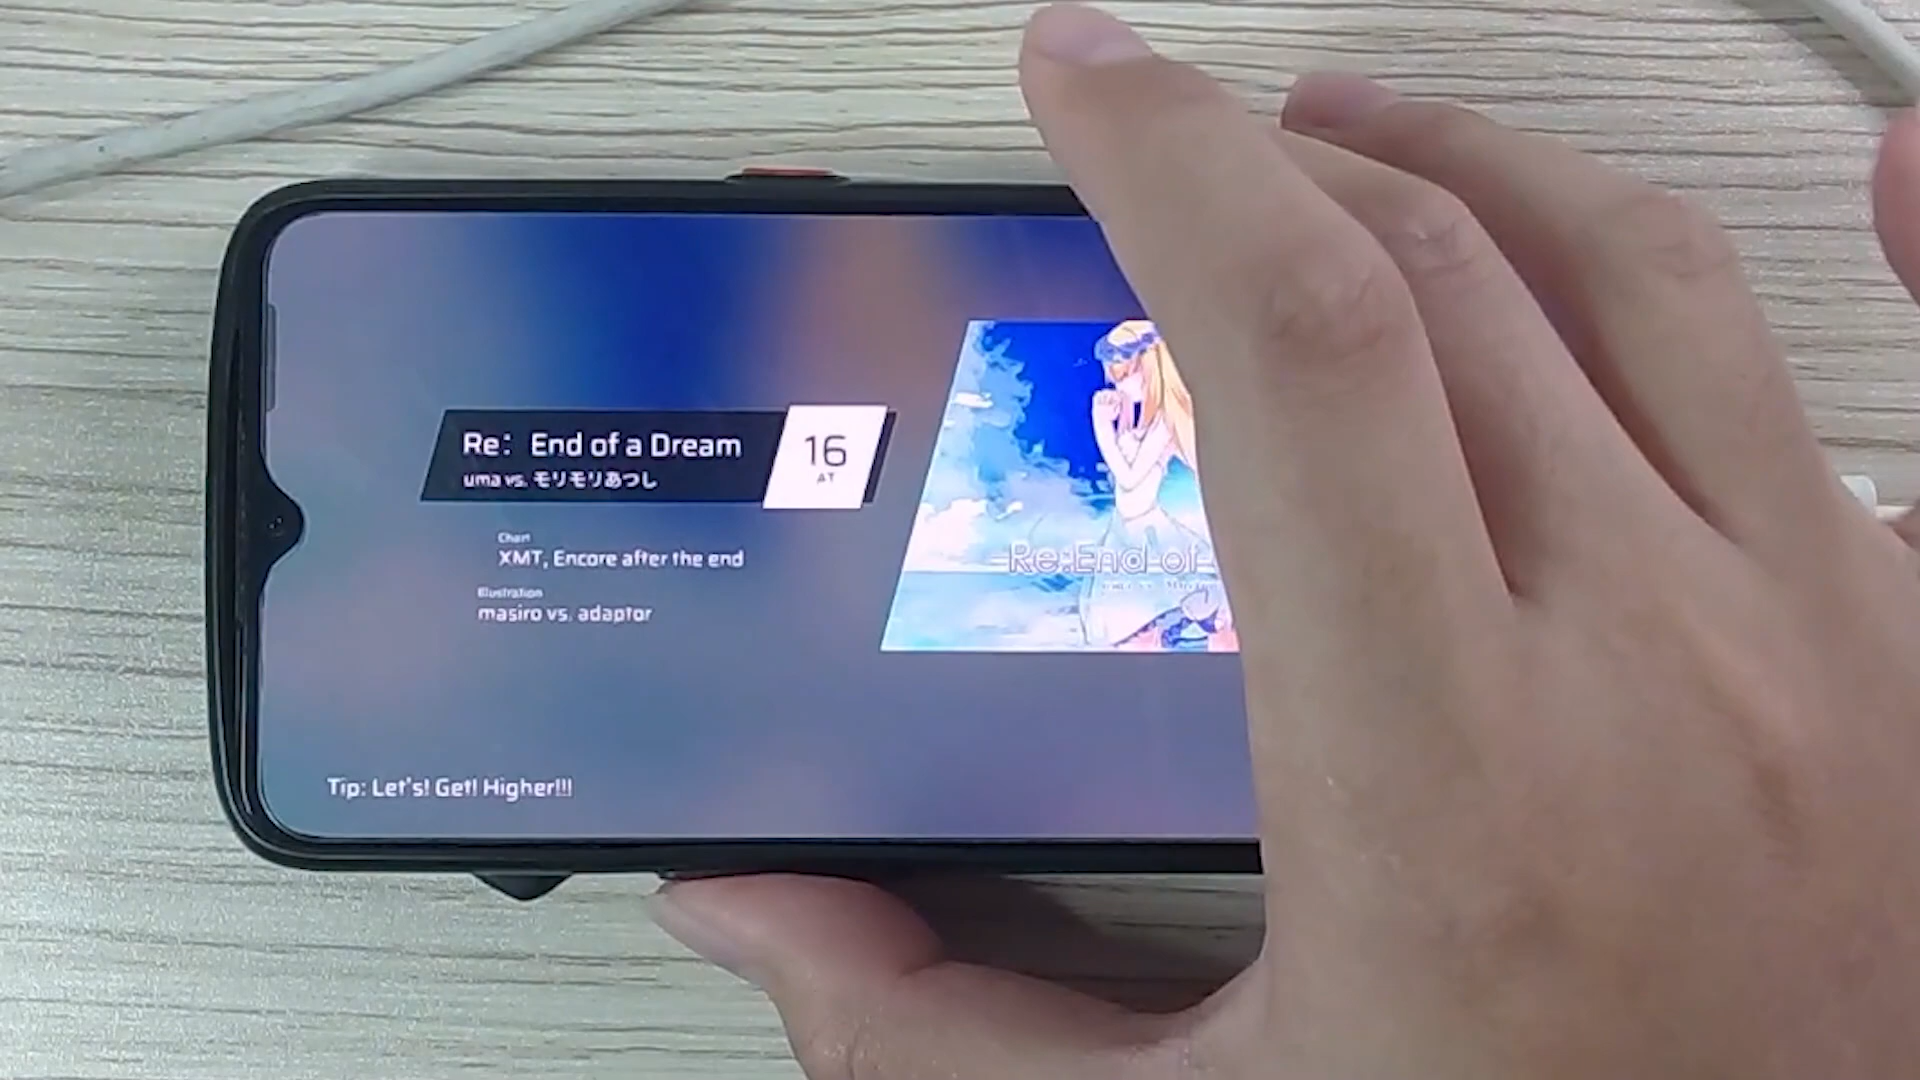 Re：End of a Dream
uma vs. モリモリあつし
16
AT
Chart
XMT, Encore after the end
Illustration
masiro vs. adaptor
Re:End of
Tip: Let's! Get! Higher!!!